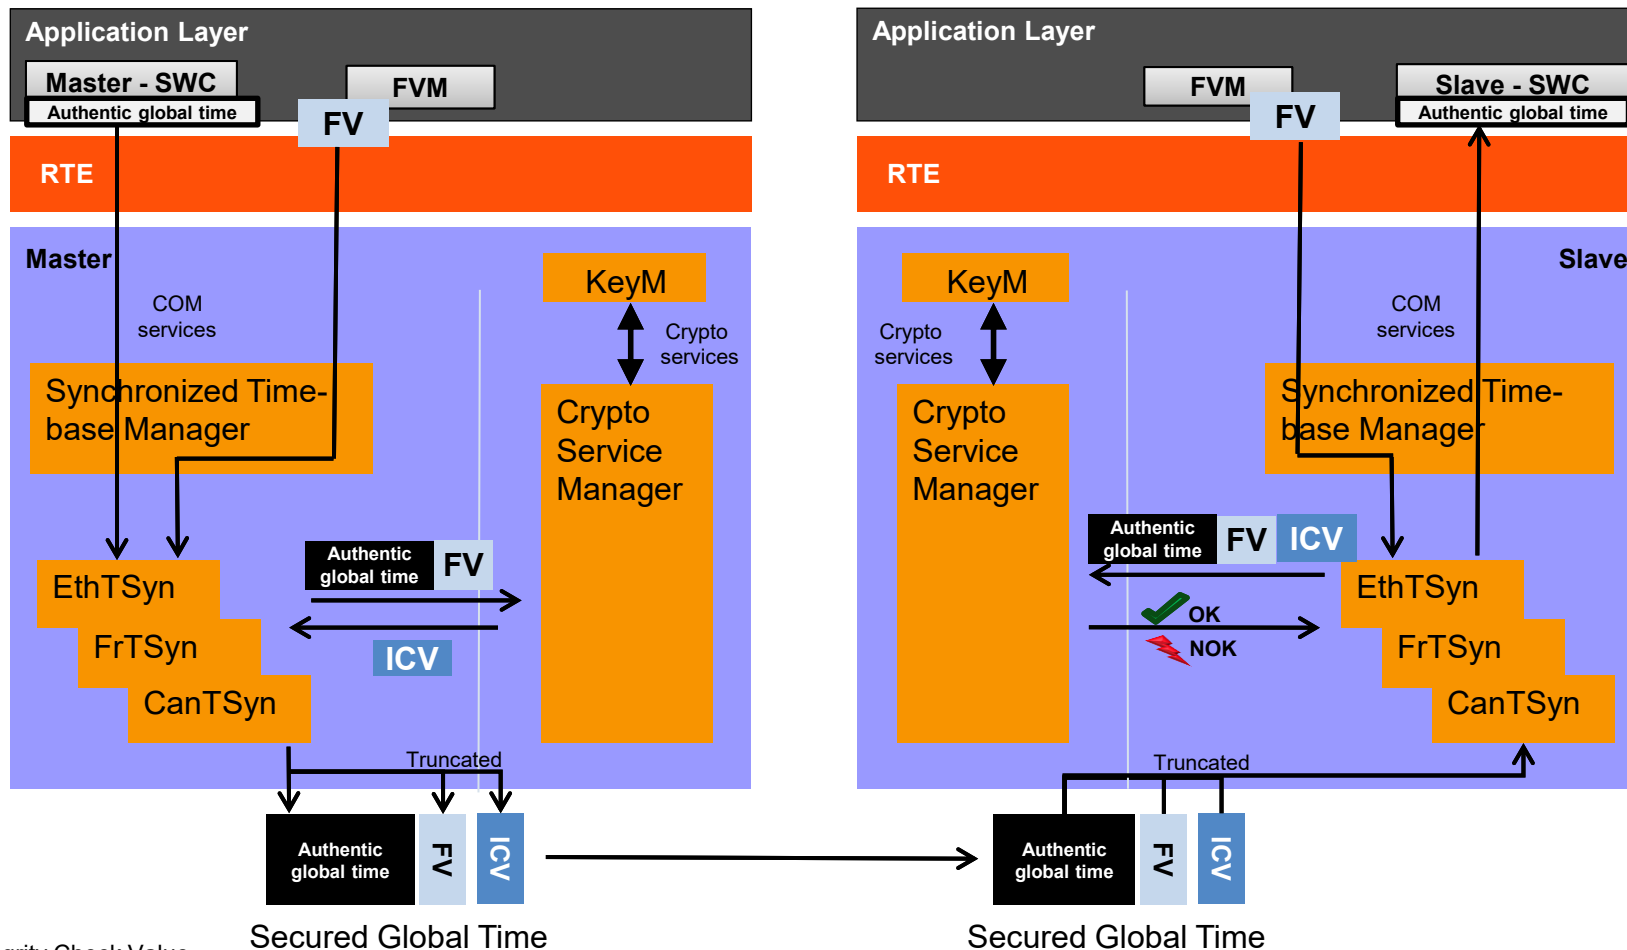 Application Layer
Master - SWC
Authentic global time
FVM
FV
RTE
Master
COM
services
KeyM
Crypto
services
Synchronized Time-
base Manager
Crypto
Service
Manager
Authentic
global time
FV
EthTSyn
FrTSyn
CanTSyn
ICV
Truncated
Authentic
global time
FV
ICV
Secured Global Time
Check Value
Application Layer
FVM
FV
Slave - SWC
Authentic global time
RTE
Slave
KeyM
Crypto
services
COM
services
Crypto
Service
Manager
Synchronized Time-
base Manager
Authentic
global time
FV
ICV
OK
NOK
EthTSyn
FrTSyn
CanTSyn
Truncated
Authentic
global time
FV
ICV
Secured Global Time